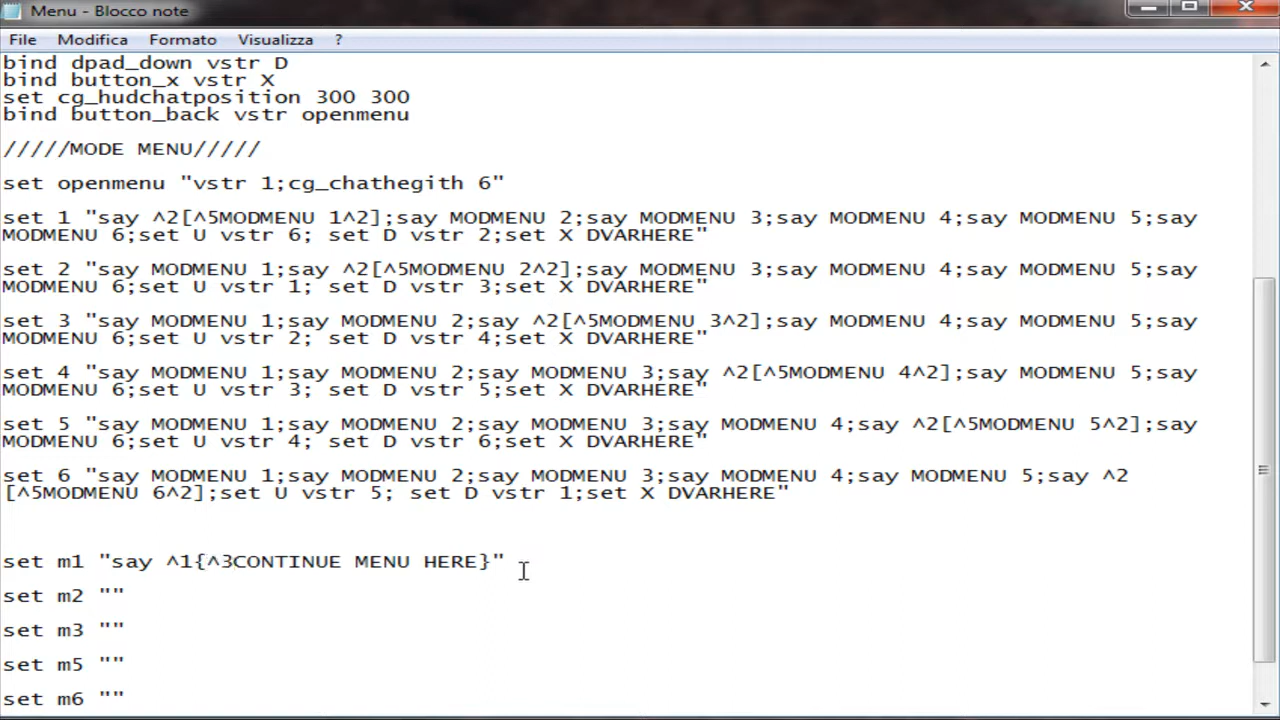 Menu - Blocco note
File Modifica Formato Visualizza ?
bind dpad_down vstr D
bind button_x vstr X
set cg_hudchatposition 300 300
bind button_back vstr openmenu
/////MODE MENU/////
set openmenu "vstr 1;cg_chathegith 6"
set 1 "say ^2[^5MODMENU 1^2];say MODMENU 2;say MODMENU 3;say MODMENU 4;say MODMENU 5;say
MODMENU 6;set U vstr 6; set D vstr 2;set X DVARHERE"
set 2 "say MODMENU 1;say ^2[^5MODMENU 2^2];say MODMENU 3;say MODMENU 4;say MODMENU 5;say
MODMENU 6;set U vstr 1; set D vstr 3;set X DVARHERE"
set 3 "say MODMENU 1;say MODMENU 2;say ^2[^5MODMENU 3^2];say MODMENU 4;say MODMENU 5;say
MODMENU 6;set U vstr 2; set D vstr 4;set X DVARHERE"
set 4 "say MODMENU 1;say MODMENU 2;say MODMENU 3;say ^2[^5MODMENU 4^2];say MODMENU 5;say
MODMENU 6;set U vstr 3; set D vstr 5;set X DVARHERE"
set 5 "say MODMENU 1;say MODMENU 2;say MODMENU 3;say MODMENU 4;say ^2[^5MODMENU 5^2];say
MODMENU 6;set U vstr 4; set D vstr 6;set X DVARHERE"
set 6 "say MODMENU 1;say MODMENU 2;say MODMENU 3;say MODMENU 4;say MODMENU 5;say ^2
[^5MODMENU 6^2];set U vstr 5; set D vstr 1;set X DVARHERE"
set m1 "say ^1{^3CONTINUE MENU HERE}"
set m2 ""
set m3 ""
set m5 ""
set m6 ""